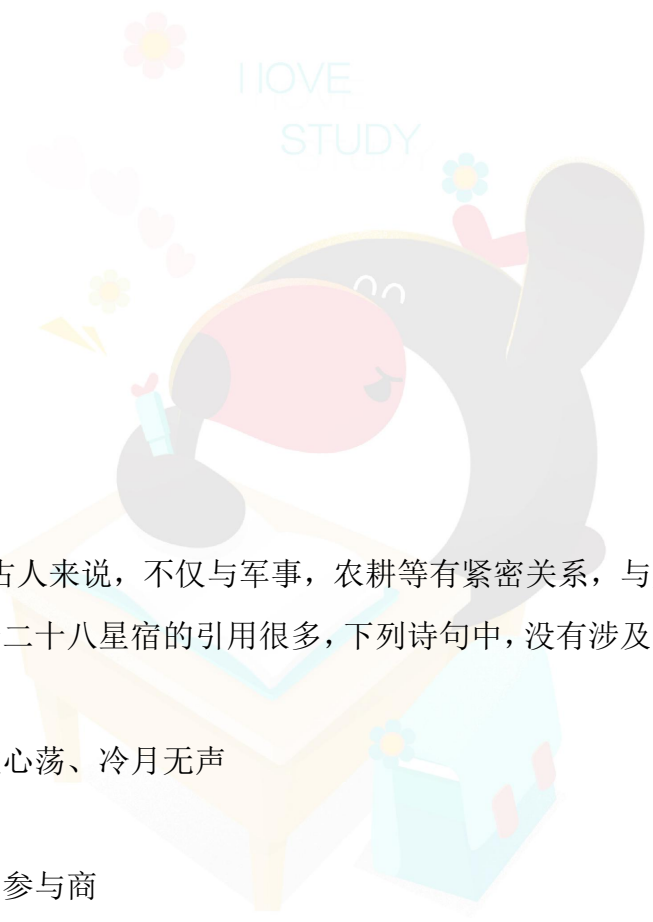 I IOVE
STUDY
古人来说，不仅与军事，农耕等有紧密关系，与
二十八星宿的引用很多，下列诗句中，没有涉及
心荡、冷月无声
参与商